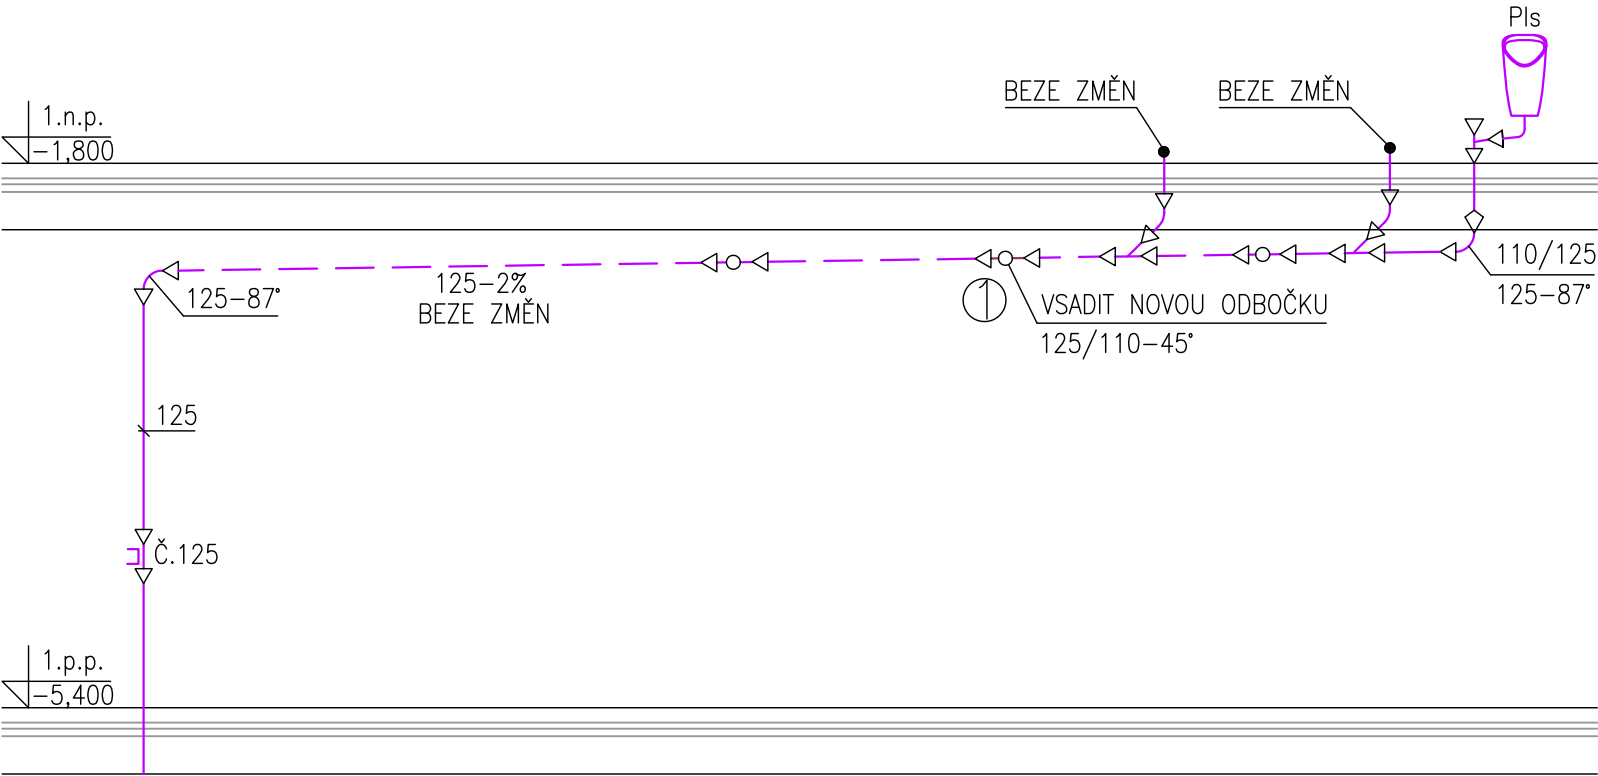 Pls
BEZE ZMĚN
BEZE ZMĚN
1.n.p.
-1,800
110/125
125-87°
125-87°
125-2%
BEZE ZMĚN
1
VSADIT NOVOU ODBOČKU
125/110-45°
125
Č.125
1.p.p.
-5,400